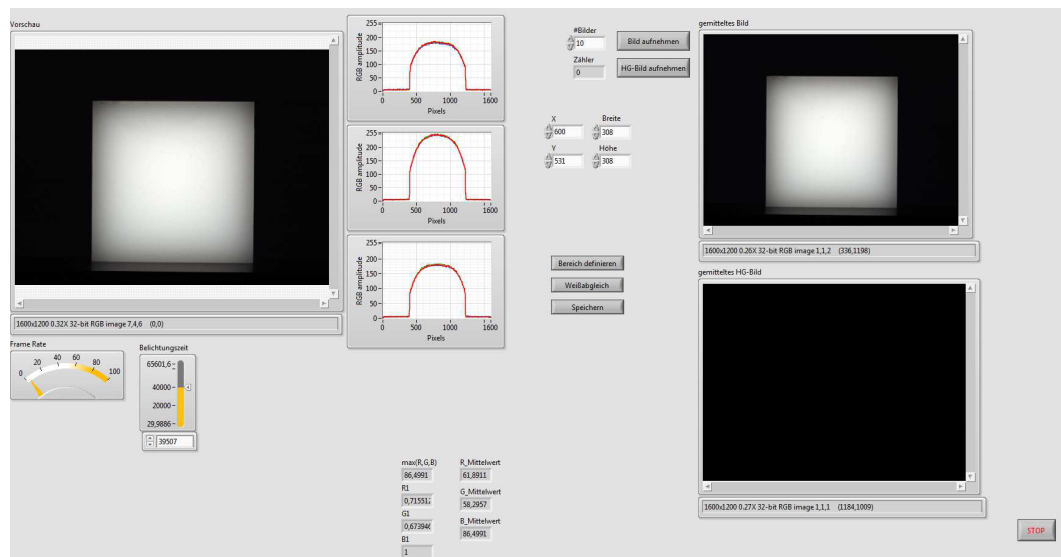 Vorschau
1600x1200 0.32X 32-bit RGB image 7,4,6 (0,0)
Frame Rate
0 20 40 60 80 100
Belichtungszeit
65601,6
40000
20000
29,9886
39507
RGB amplitude
255
200
150
100
50
0
0 500 1000 1600
Pixels
RGB amplitude
255
200
150
100
50
0
0 500 1000 1600
Pixels
RGB amplitude
255
200
150
100
50
0
0 500 1000 1600
Pixels
#Bilder
10
Bild aufnehmen
Zähler
0
HG-Bild aufnehmen
X Breite
600 308
Y Höhe
531 308
Bereich definieren
Weißabgleich
Speichern
max(R,G,B) R_Mittelwert
86,4991 61,8911
R1 G_Mittelwert
0,71551 58,2957
G1 B_Mittelwert
0,67394 86,4991
B1
1
gemitteltes Bild
1600x1200 0.26X 32-bit RGB image 1,1,2 (336,1198)
gemitteltes HG-Bild
1600x1200 0.27X 32-bit RGB image 1,1,1 (1184,1009)
STOP